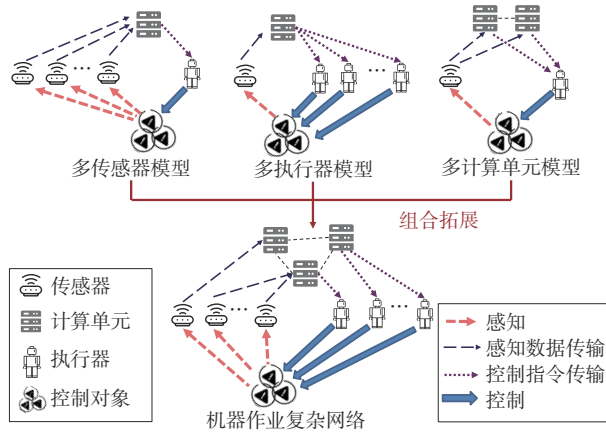 多传感器模型
多执行器模型
多计算单元模型
组合拓展
传感器
计算单元
执行器
控制对象
感知
感知数据传输
控制指令传输
控制
机器作业复杂网络